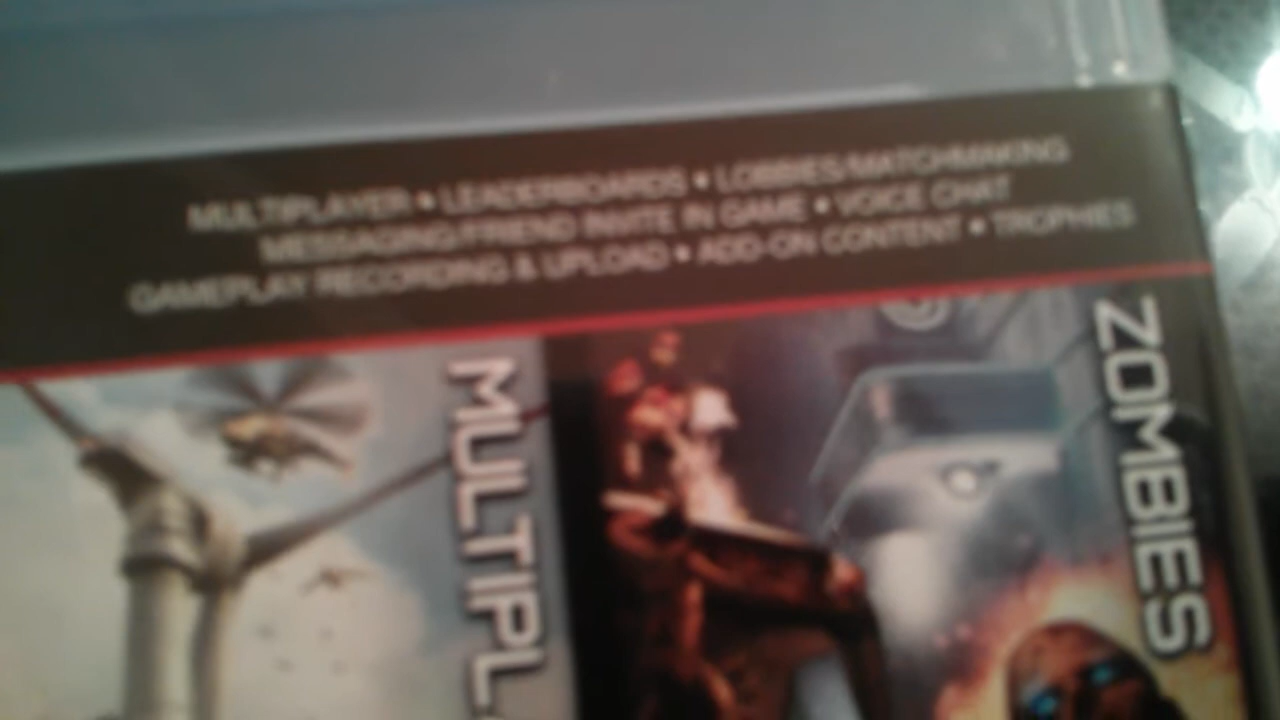 MULTIPLAYER • LEADERBOARDS • LOBBIES/MATCHMAKING
MESSAGING/FRIEND INVITE IN GAME • VOICE CHAT
GAMEPLAY RECORDING & UPLOAD • ADD-ON CONTENT • TROPHIES
MULTIPL
ZOMBIES